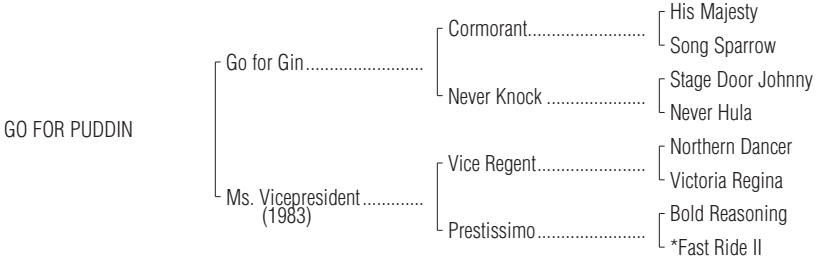 His Majesty
Cormorant........................
Song Sparrow
Go for Gin........................
Stage Door Johnny
Never Knock ....................
Never Hula
GO FOR PUDDIN
Northern Dancer
Vice Regent......................
Victoria Regina
Ms. Vicepresident.............
(1983)
Bold Reasoning
Prestissimo......................
*Fast Ride II